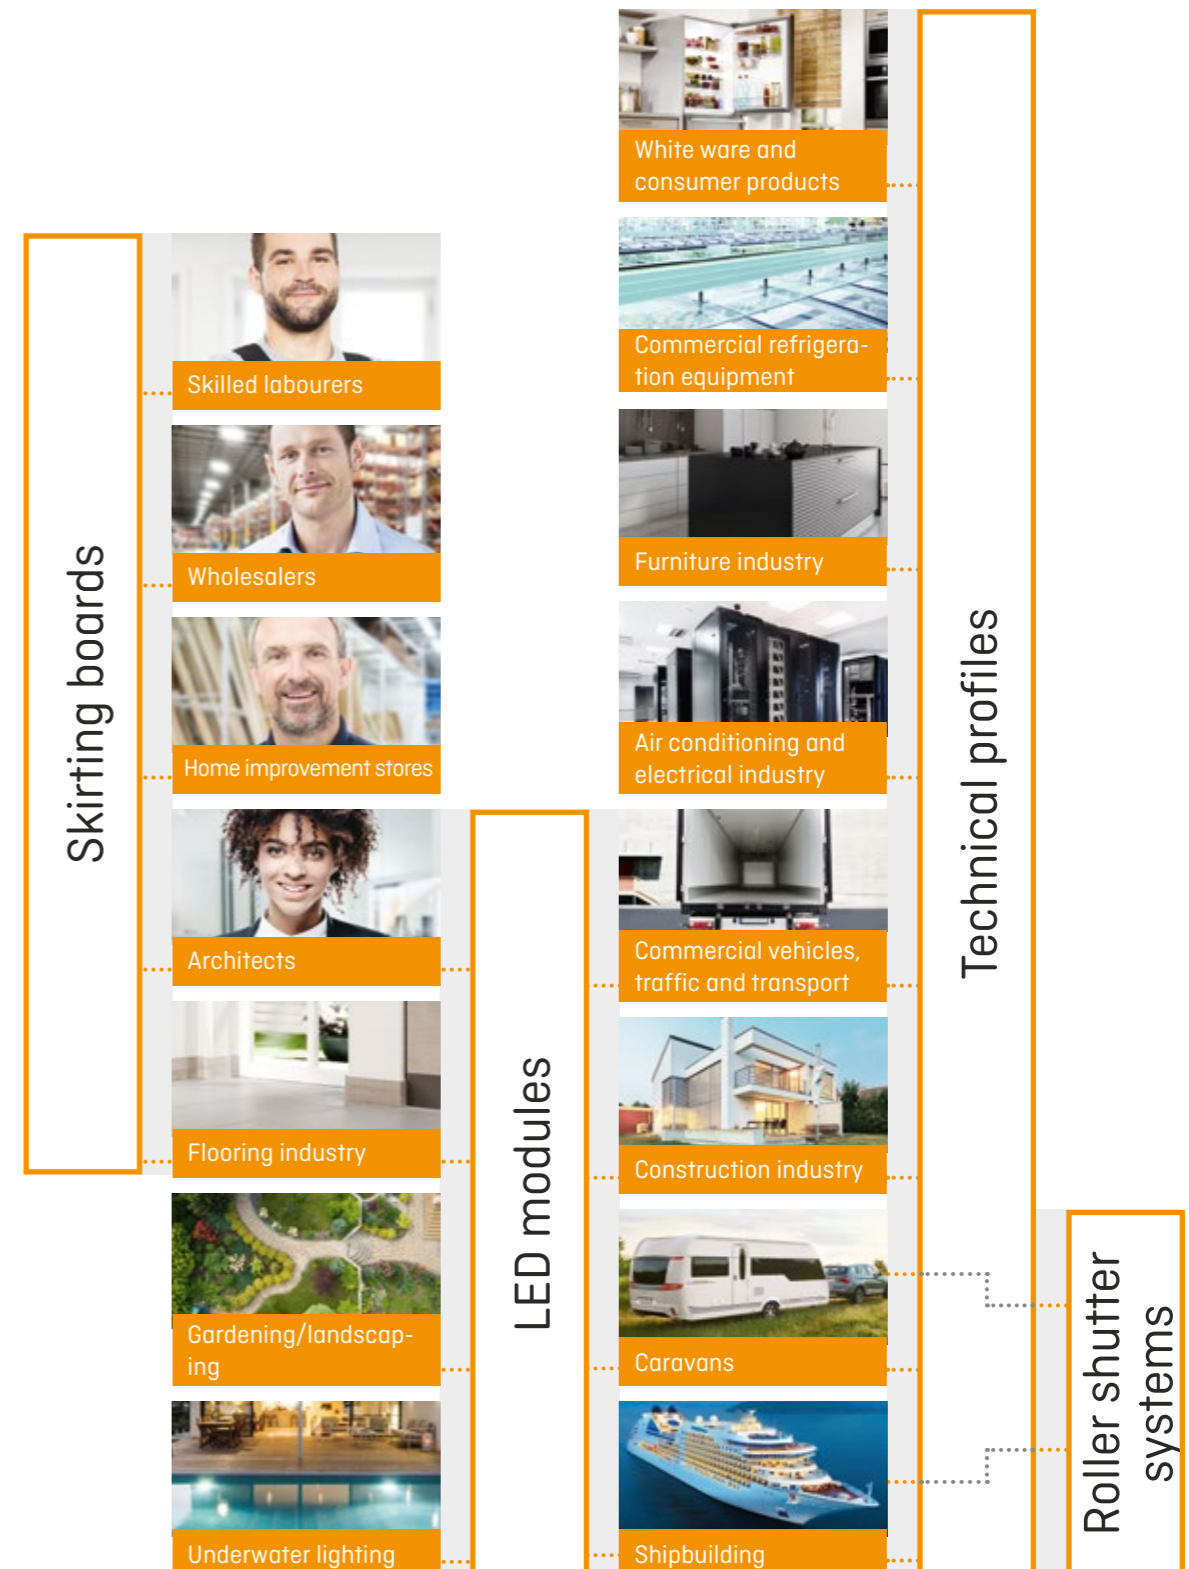 Skirting boards
Skilled labourers
Wholesalers
Home improvement stores
Architects
Flooring industry
Gardening/landscap-
ing
Underwater lighting
LED modules
White ware and
consumer products
Commercial refrigera-
tion equipment
Furniture industry
Air conditioning and
electrical industry
Commercial vehicles,
traffic and transport
Construction industry
Caravans
Shipbuilding
Technical profiles
Roller shutter
systems